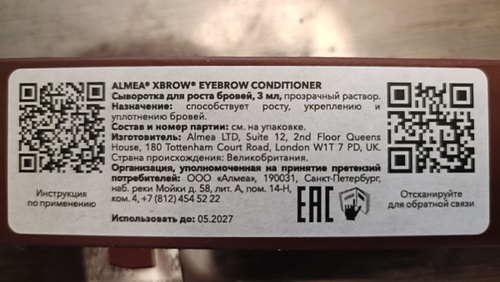 ALMEA® XBROW® EYEBROW CONDITIONER
Сыворотка для роста бровей, 3 мл, прозрачный раствор.
Назначение: способствует росту, укреплению и
уплотнению бровей.
Состав и номер партии: см. на упаковке.
Изготовитель: Almea LTD, Suite 12, 2nd Floor Queens
House, 180 Tottenham Court Road, London W1T 7 PD, UK.
Страна происхождения: Великобритания.
Организация, уполномоченная на принятие претензий
потребителей: ООО «Алмеа», 190031, Санкт-Петербург,
наб. реки Мойки д. 58, лит. А, пом. 14-Н,
ком. 4, +7 (812) 454 52 22
Использовать до: 05.2027
EAC
Инструкция
по применению
Отсканируйте
для обратной связи